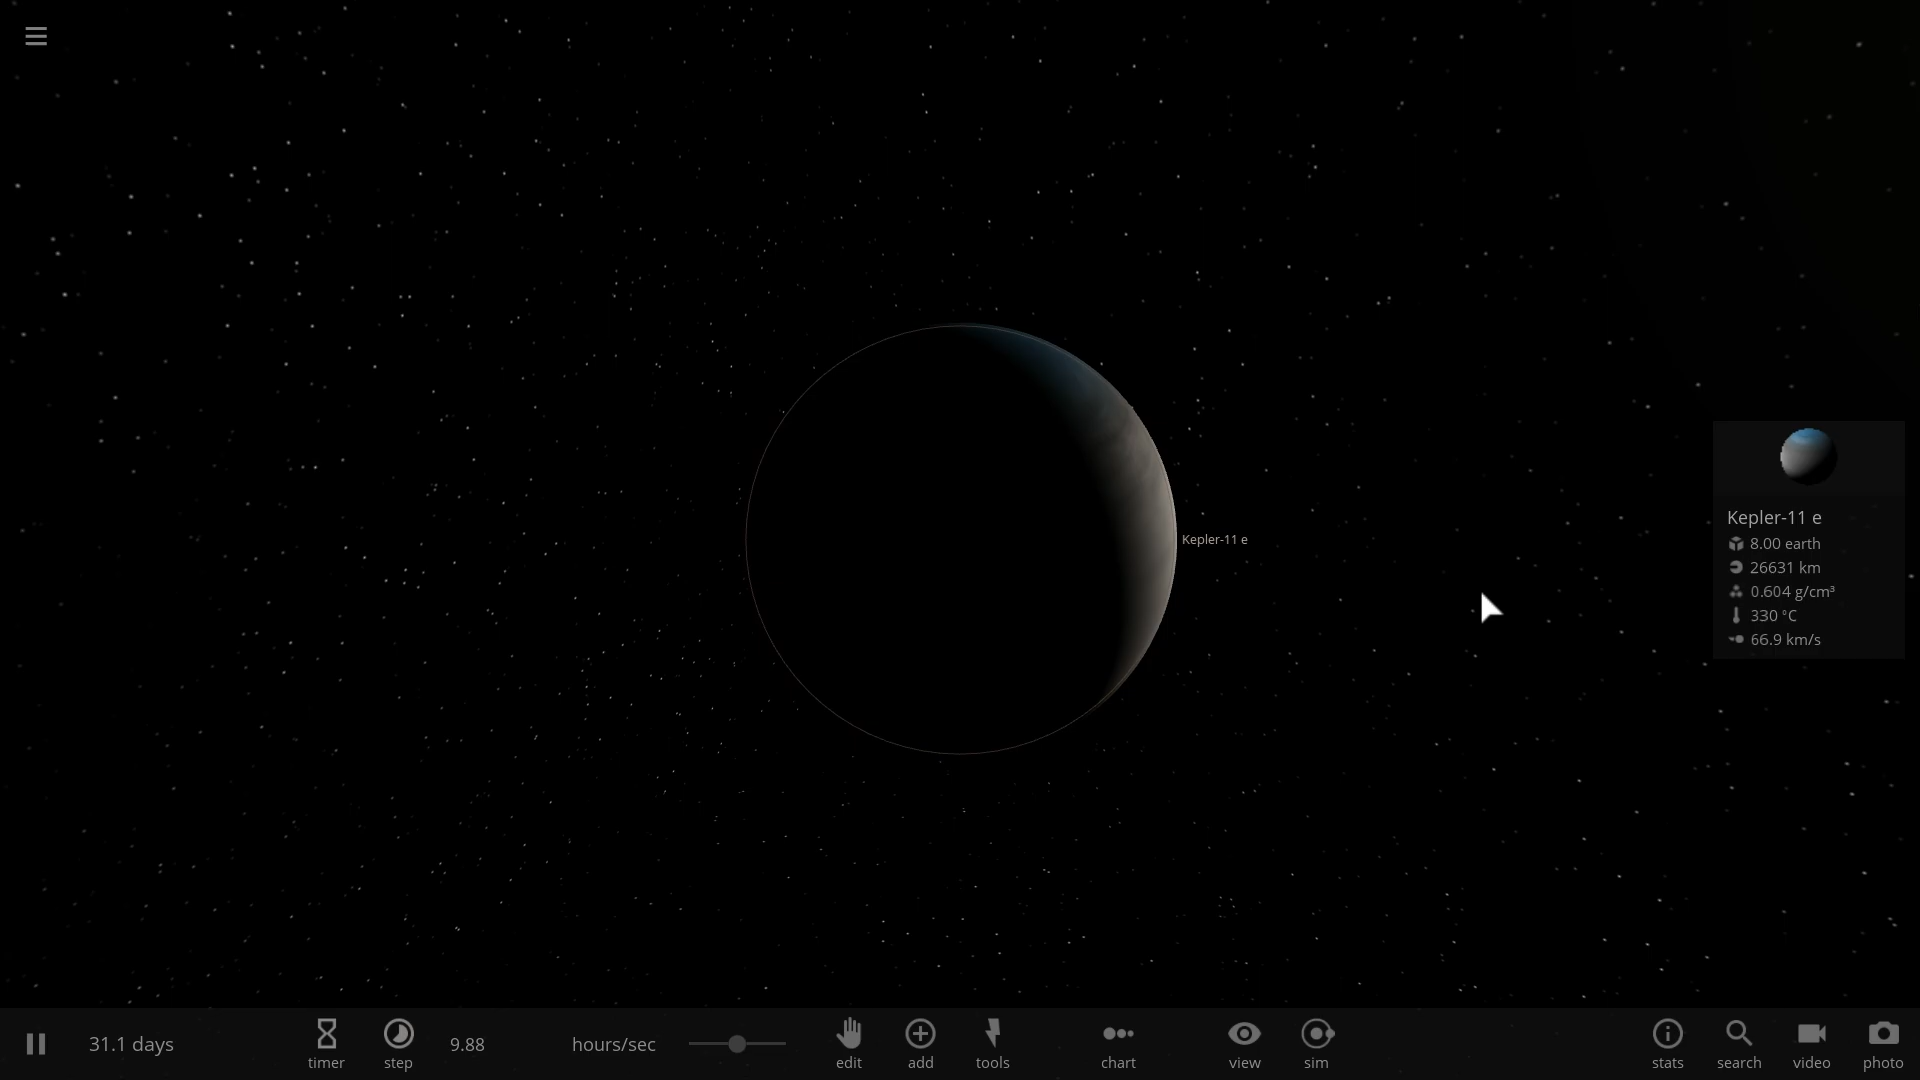 Kepler-11 e
Kepler-11 e
8.00 earth
26631 km
0.604 g/cm³
330 °C
66.9 km/s
31.1 days
timer
step
9.88
hours/sec
edit
add
tools
chart
view
sim
stats
search
video
photo